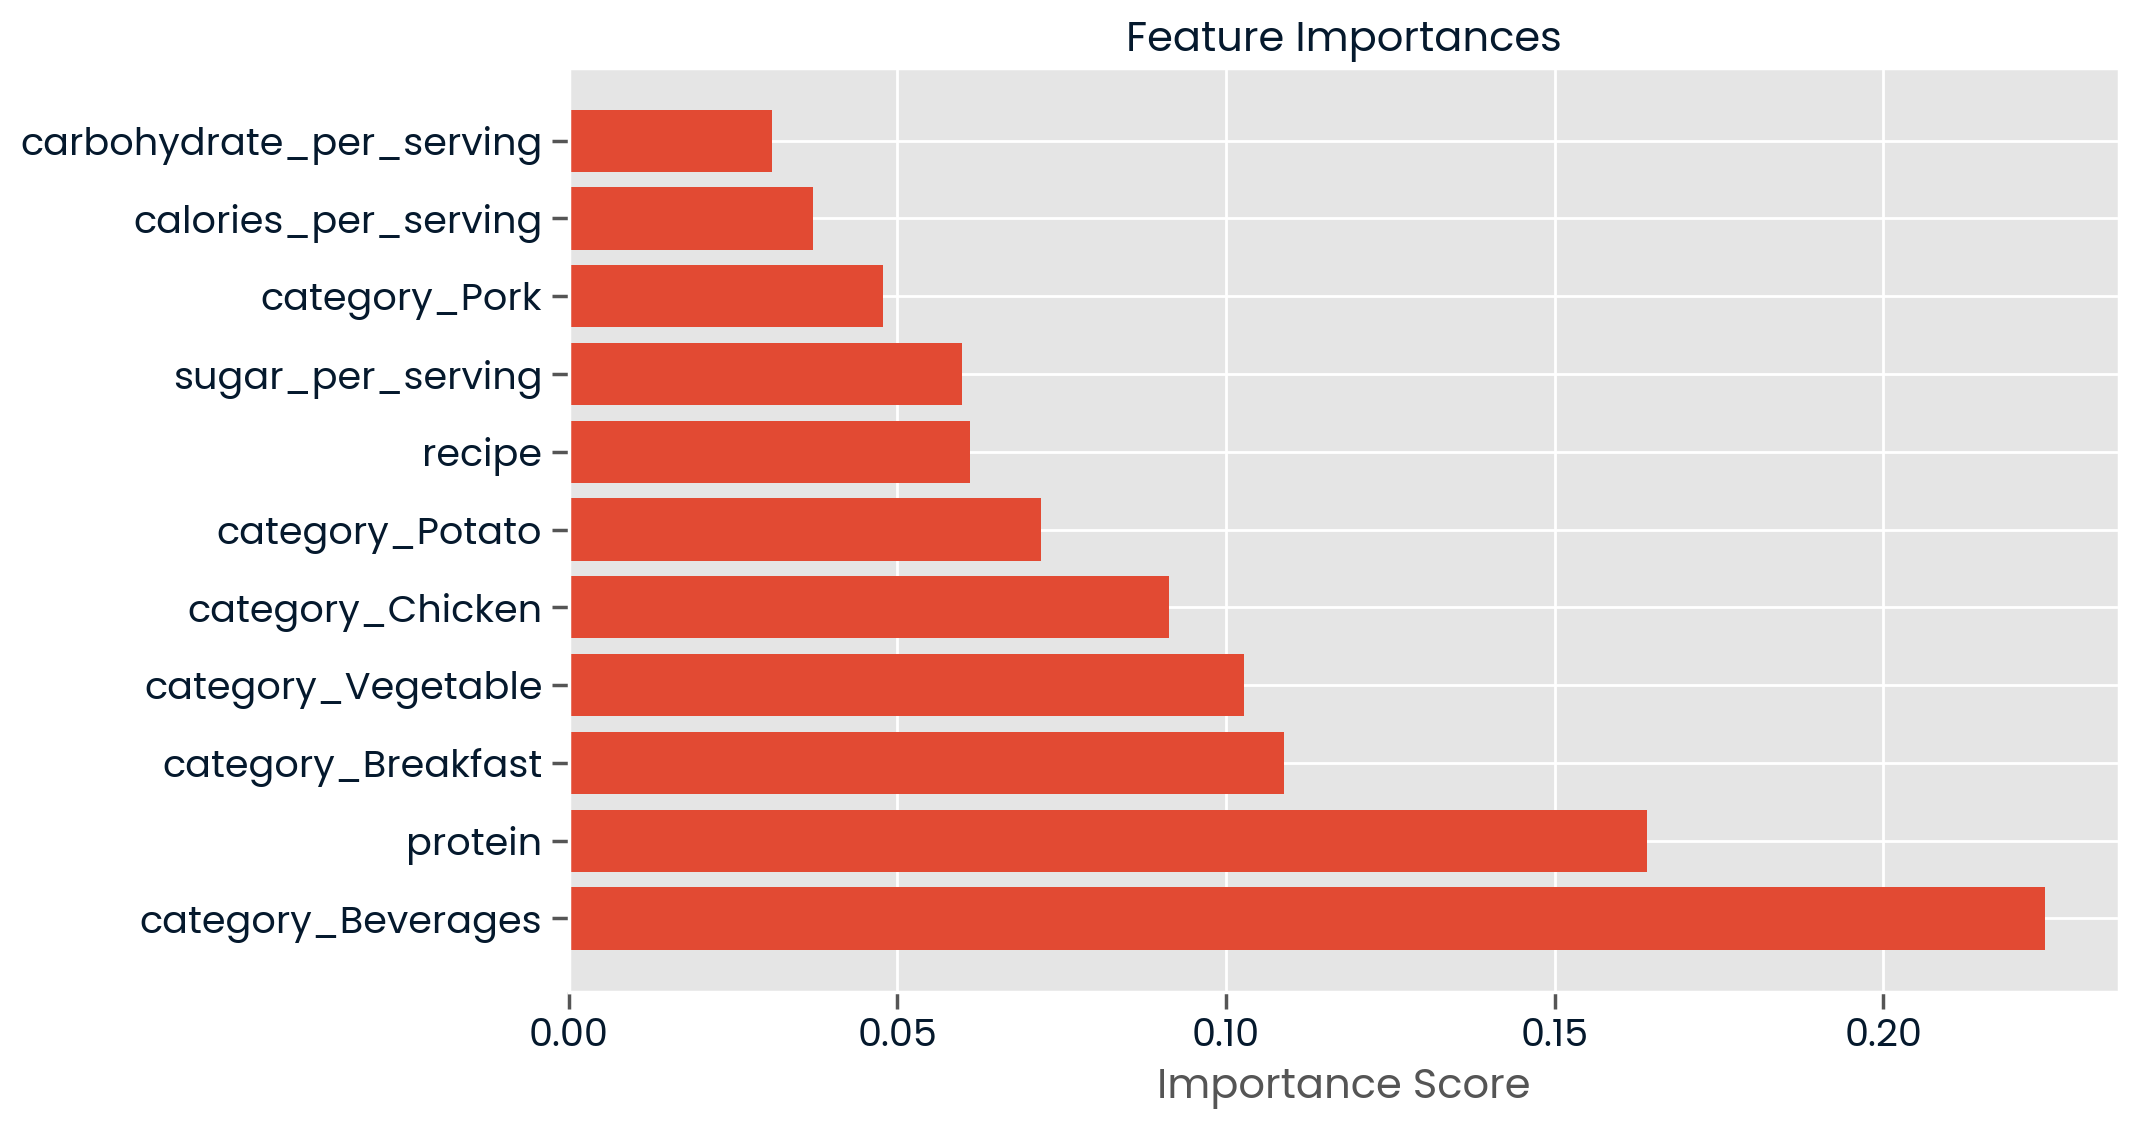 Feature Importances
carbohydrate_per_serving
calories_per_serving
category_Pork
sugar_per_serving
recipe
category_Potato
category_Chicken
category_Vegetable
category_Breakfast
protein
category_Beverages
0.00 0.05 0.10 0.15 0.20
Importance Score